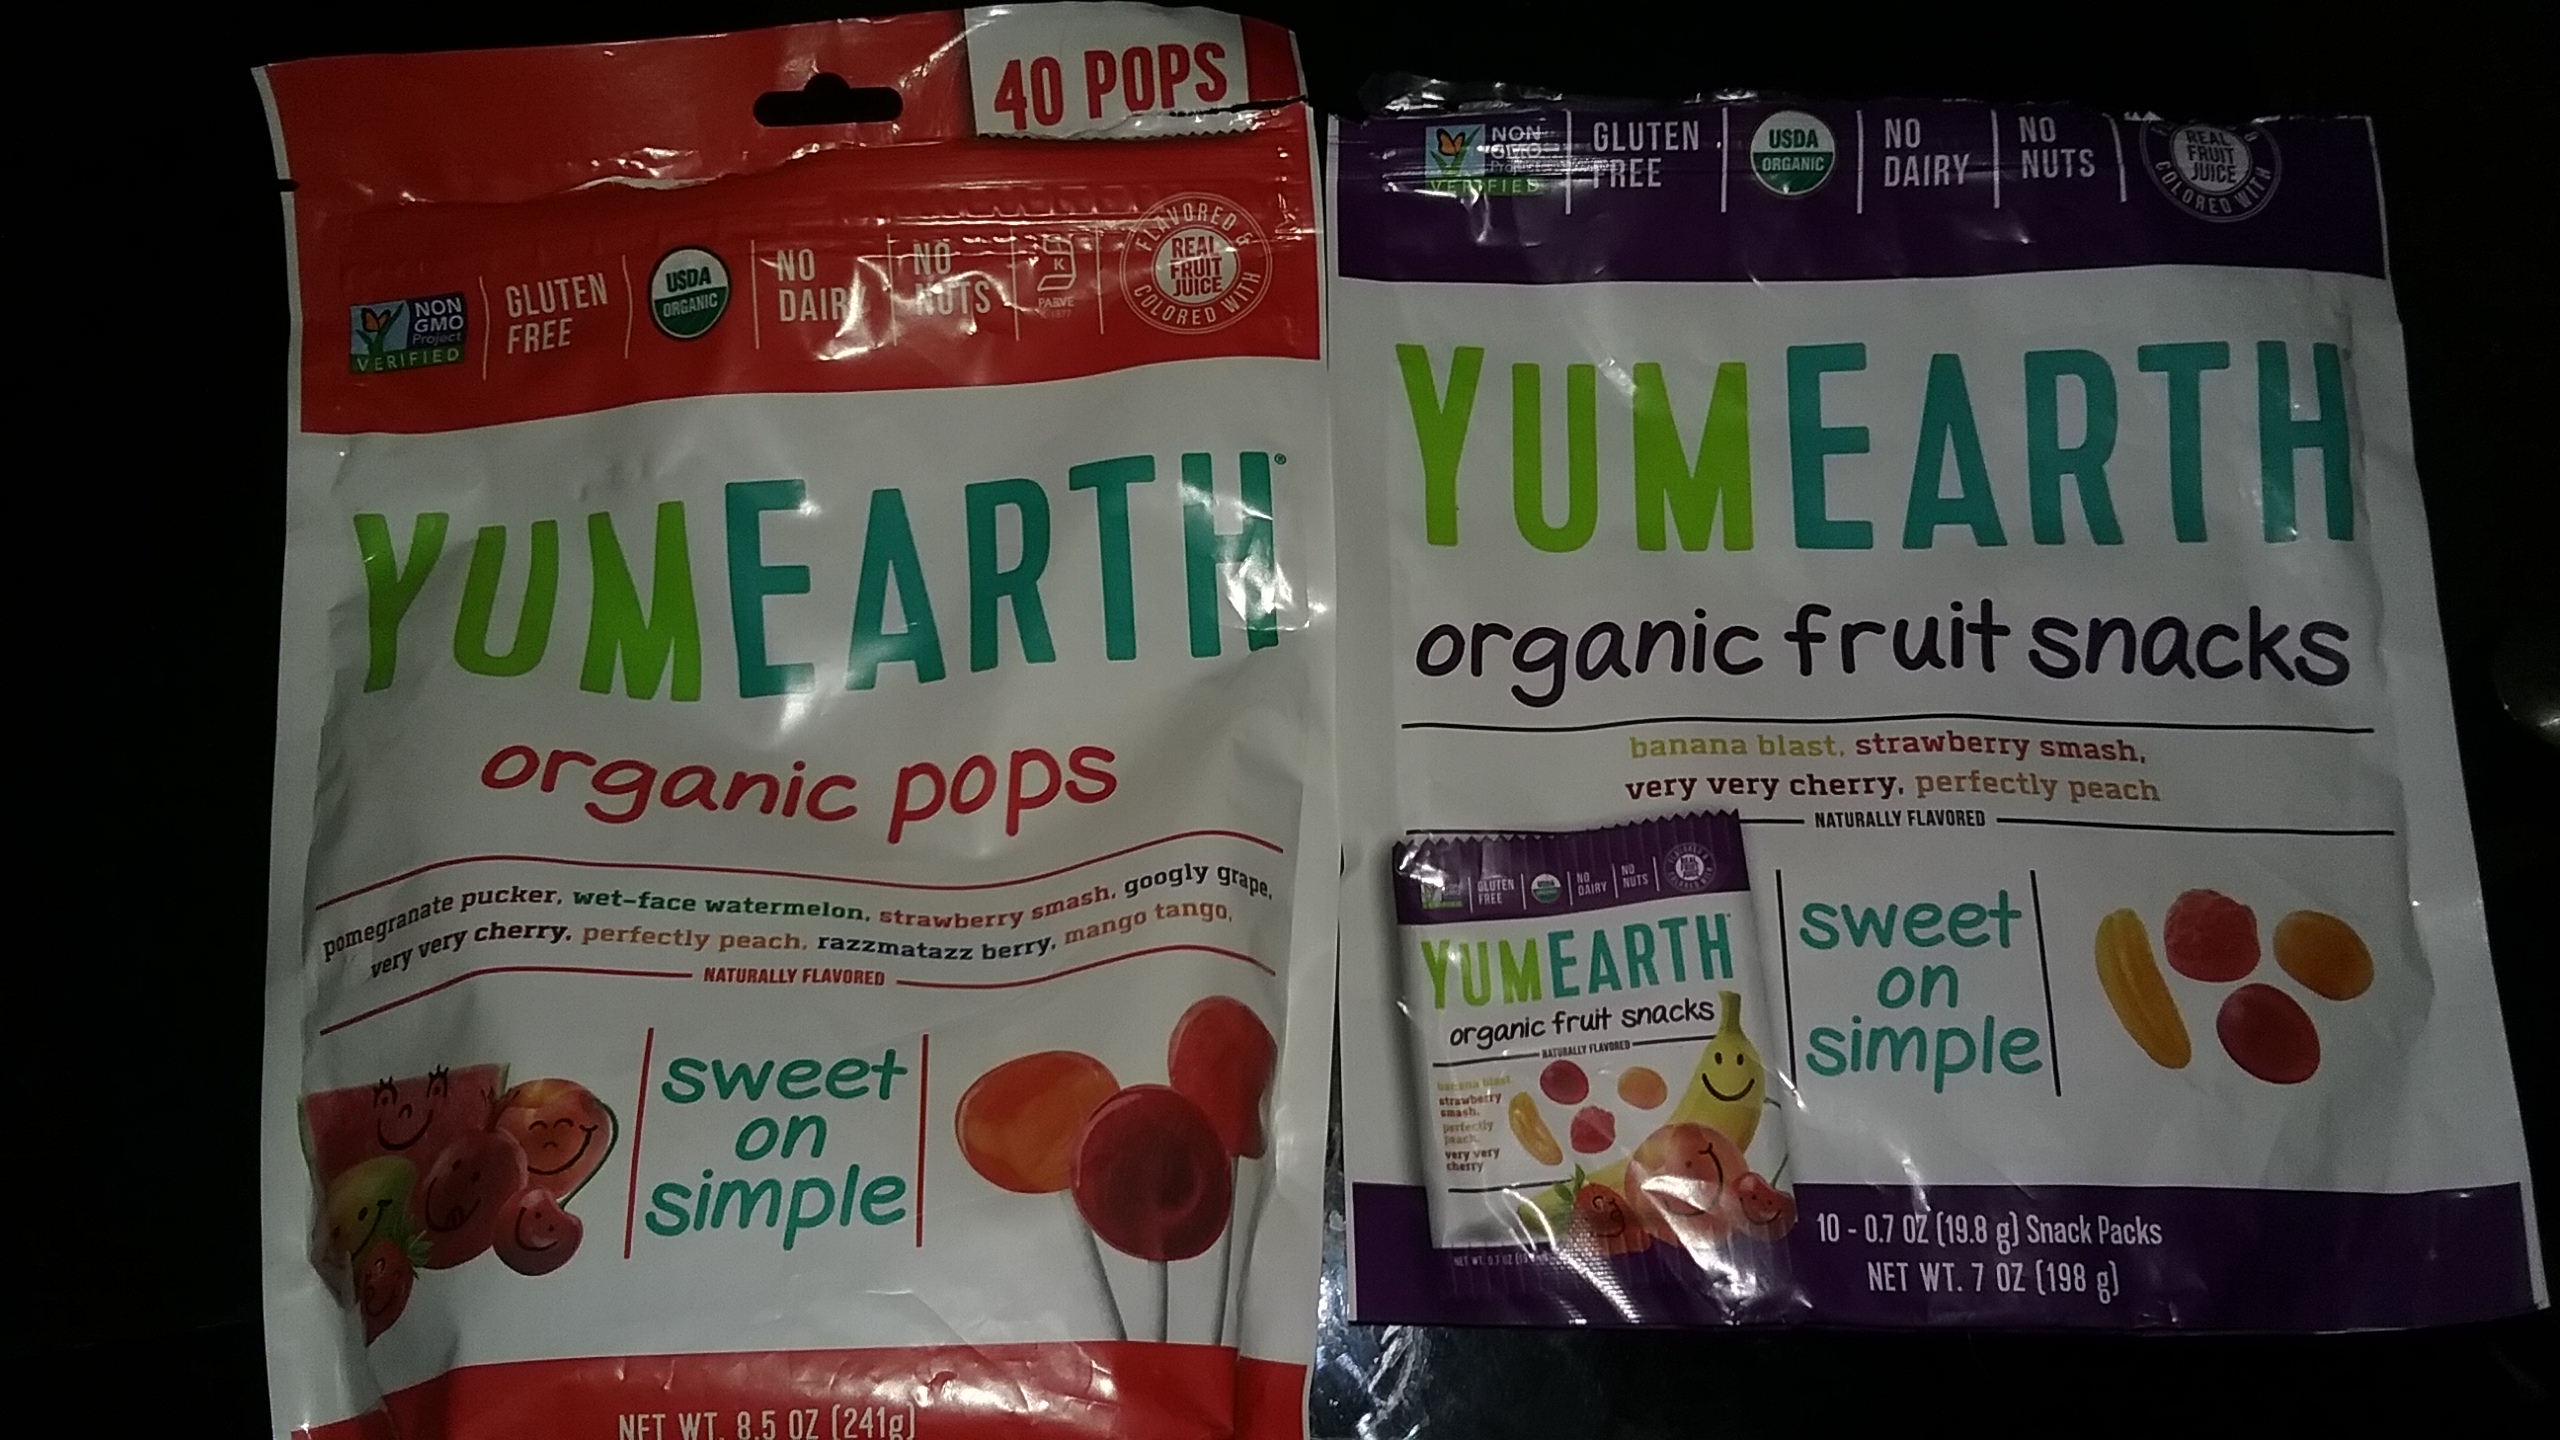 40 POPS
NON
GMO
Project
VERIFIED
GLUTEN
FREE
USDA
ORGANIC
NO
DAIRY
NO
NUTS
K
PARVE
FLAVORED &
REAL
FRUIT
JUICE
COLORED WITH
YUMEARTH®
organic pops
pomegranate pucker, wet-face watermelon, strawberry smash, googly grape,
very very cherry, perfectly peach, razzmatazz berry, mango tango,
NATURALLY FLAVORED
sweet
on
simple
NET WT. 8.5 OZ (241g)
NON
GMO
Project
VERIFIED
GLUTEN
FREE
USDA
ORGANIC
NO
DAIRY
NO
NUTS
REAL
FRUIT
JUICE
COLORED WITH
YUMEARTH
organic fruit snacks
banana blast, strawberry smash,
very very cherry, perfectly peach
NATURALLY FLAVORED
GLUTEN
FREE
NO
DAIRY
NO
NUTS
YUMEARTH
organic fruit snacks
NATURALLY FLAVORED
banana blast,
strawberry
smash,
perfectly
peach,
very very
cherry
sweet
on
simple
10 - 0.7 OZ (19.8 g) Snack Packs
NET WT. 7 OZ (198 g)